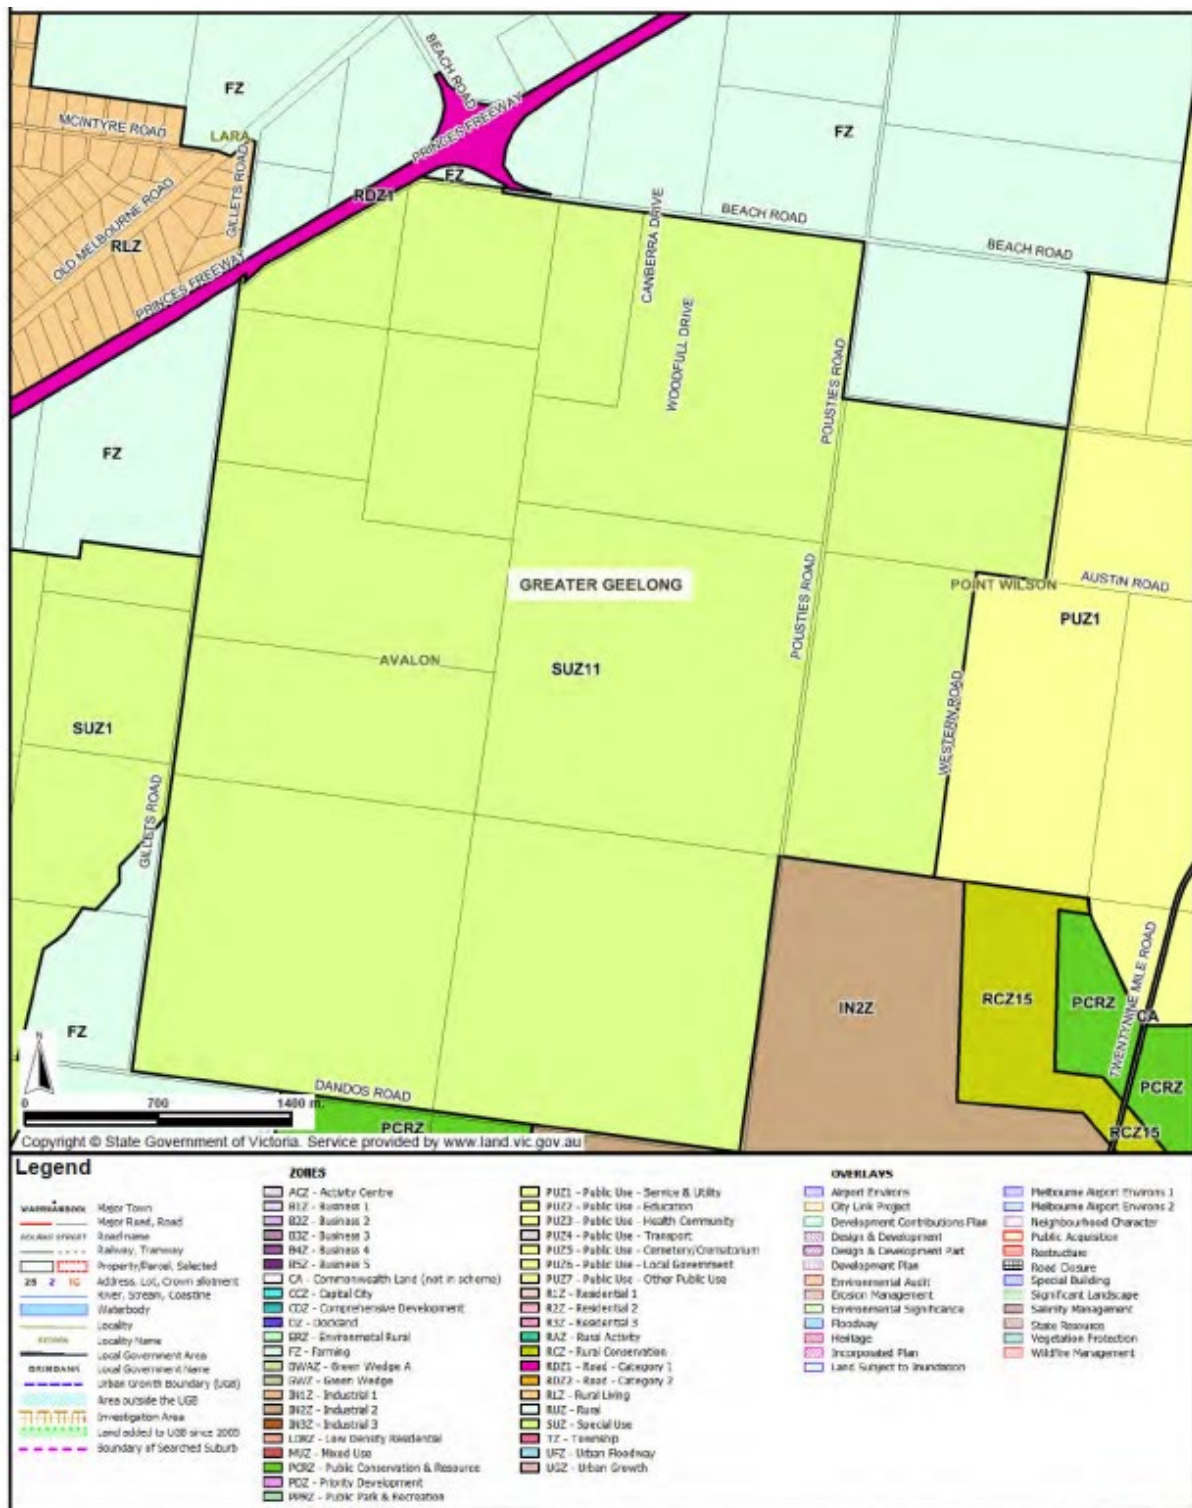 BEACH ROAD
FZ
MCINTYRE ROAD
LARA
PRINCES FREEWAY
FZ
GILLETS ROAD
FZ
RDZ1
OLD MELBOURNE ROAD
RLZ
CANBERRA DRIVE
BEACH ROAD
BEACH ROAD
PRINCES FREEWAY
WOODFULL DRIVE
POUSTIES ROAD
FZ
GREATER GEELONG
POINT WILSON
AUSTIN ROAD
PUZ1
POUSTIES ROAD
AVALON
SUZ11
WESTERN ROAD
SUZ1
GILLETS ROAD
IN2Z
RCZ15
PCRZ
TWENTYNINE MILE ROAD
CA
FZ
N
PCRZ
DANDOS ROAD
0 700 1400 m.
PCRZ
RCZ15
Copyright © State Government of Victoria. Service provided by www.land.vic.gov.au
Legend
Major Town
Major Road, Road
Road name
Railway, Tramway
Property/Parcel, Selected
28 2 1G Address, Lot, Crown allotment
River, Stream, Coastline
Waterbody
Locality
Locality Name
Local Government Area
BRIMBANK Local Government Name
Urban Growth Boundary (UGB)
Area outside the UGB
Investigation Area
Land added to UGB since 2005
Boundary of Searched Suburb
ZONES
ACZ - Activity Centre
B1Z - Business 1
B2Z - Business 2
B3Z - Business 3
B4Z - Business 4
B5Z - Business 5
CA - Commonwealth Land (not in scheme)
CCZ - Capital City
CDZ - Comprehensive Development
DZ - Dockland
ERZ - Environmetal Rural
FZ - Farming
GWAZ - Green Wedge A
GWZ - Green Wedge
IN1Z - Industrial 1
IN2Z - Industrial 2
IN3Z - Industrial 3
LDRZ - Low Density Residential
MUZ - Mixed Use
PCRZ - Public Conservation & Resource
PDZ - Priority Development
PPRZ - Public Park & Recreation
PUZ1 - Public Use - Service & Utility
PUZ2 - Public Use - Education
PUZ3 - Public Use - Health Community
PUZ4 - Public Use - Transport
PUZ5 - Public Use - Cemetery/Crematorium
PUZ6 - Public Use - Local Government
PUZ7 - Public Use - Other Public Use
R1Z - Residential 1
R2Z - Residential 2
R3Z - Residential 3
RAZ - Rural Activity
RCZ - Rural Conservation
RDZ1 - Road - Category 1
RDZ2 - Road - Category 2
RLZ - Rural Living
RUZ - Rural
SUZ - Special Use
TZ - Township
UFZ - Urban Floodway
UGZ - Urban Growth
OVERLAYS
Airport Environs
City Link Project
Development Contributions Plan
Design & Development
Design & Development Part
Development Plan
Environmental Audit
Erosion Management
Environmental Significance
Floodway
Heritage
Incorporated Plan
Land Subject to Inundation
Melbourne Airport Environs 1
Melbourne Airport Environs 2
Neighbourhood Character
Public Acquisition
Restructure
Road Closure
Special Building
Significant Landscape
Salinity Management
State Resource
Vegetation Protection
Wildfire Management